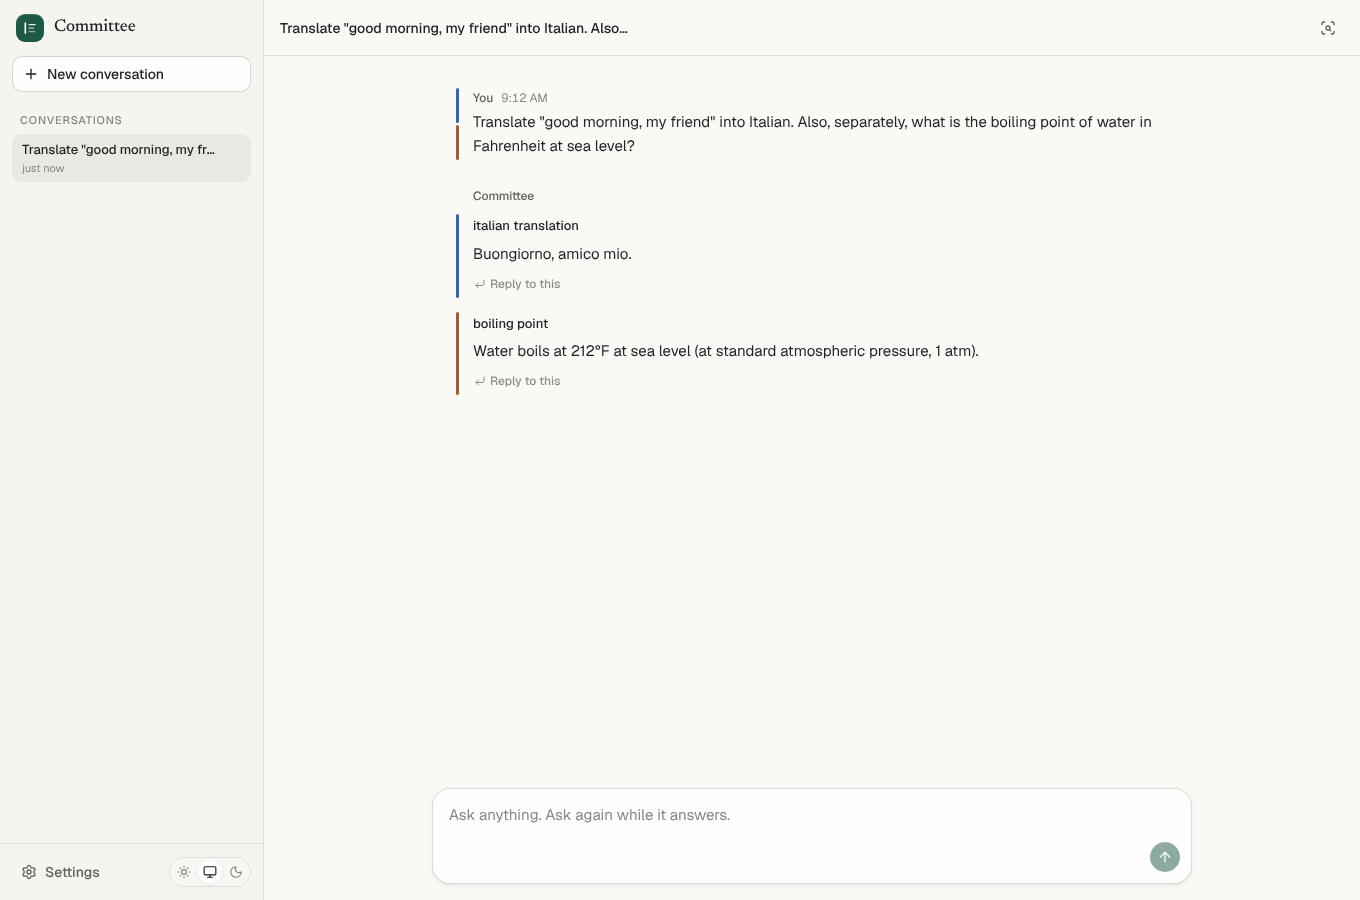 Committee
New conversation
CONVERSATIONS
Translate "good morning, my fr...
just now
Settings
Translate "good morning, my friend" into Italian. Also...
You 9:12 AM
Translate "good morning, my friend" into Italian. Also, separately, what is the boiling point of water in
Fahrenheit at sea level?
Committee
italian translation
Buongiorno, amico mio.
Reply to this
boiling point
Water boils at 212°F at sea level (at standard atmospheric pressure, 1 atm).
Reply to this
Ask anything. Ask again while it answers.